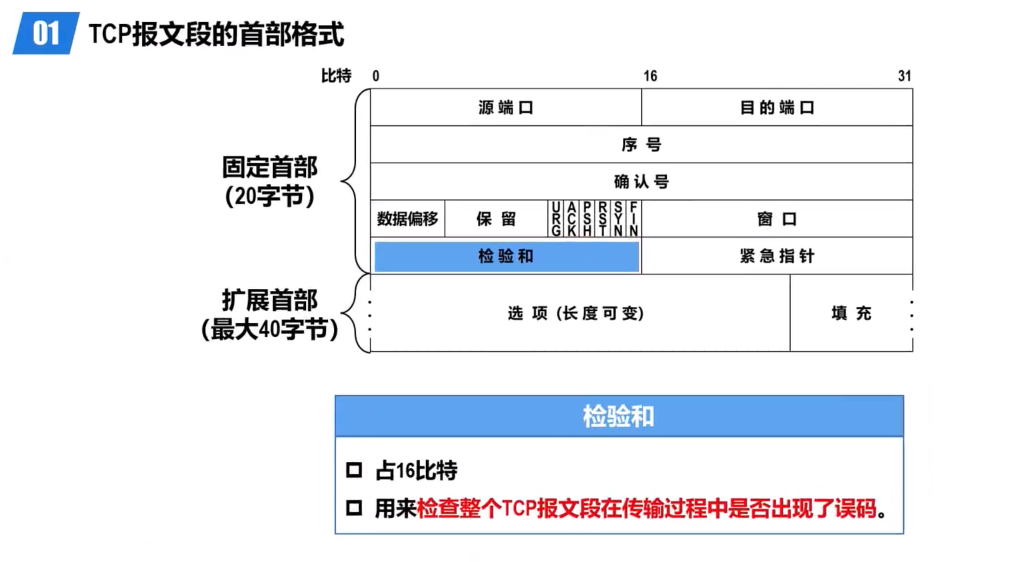 01 TCP报文段的首部格式
比特 0 16 31
源端口 目的端口
序号
固定首部
(20字节)
确认号
数据偏移 保留 URG ACK PSH RST SYN FIN 窗口
检验和 紧急指针
扩展首部
(最大40字节)
选项 (长度可变) 填充
检验和
占16比特
用来检查整个TCP报文段在传输过程中是否出现了误码。